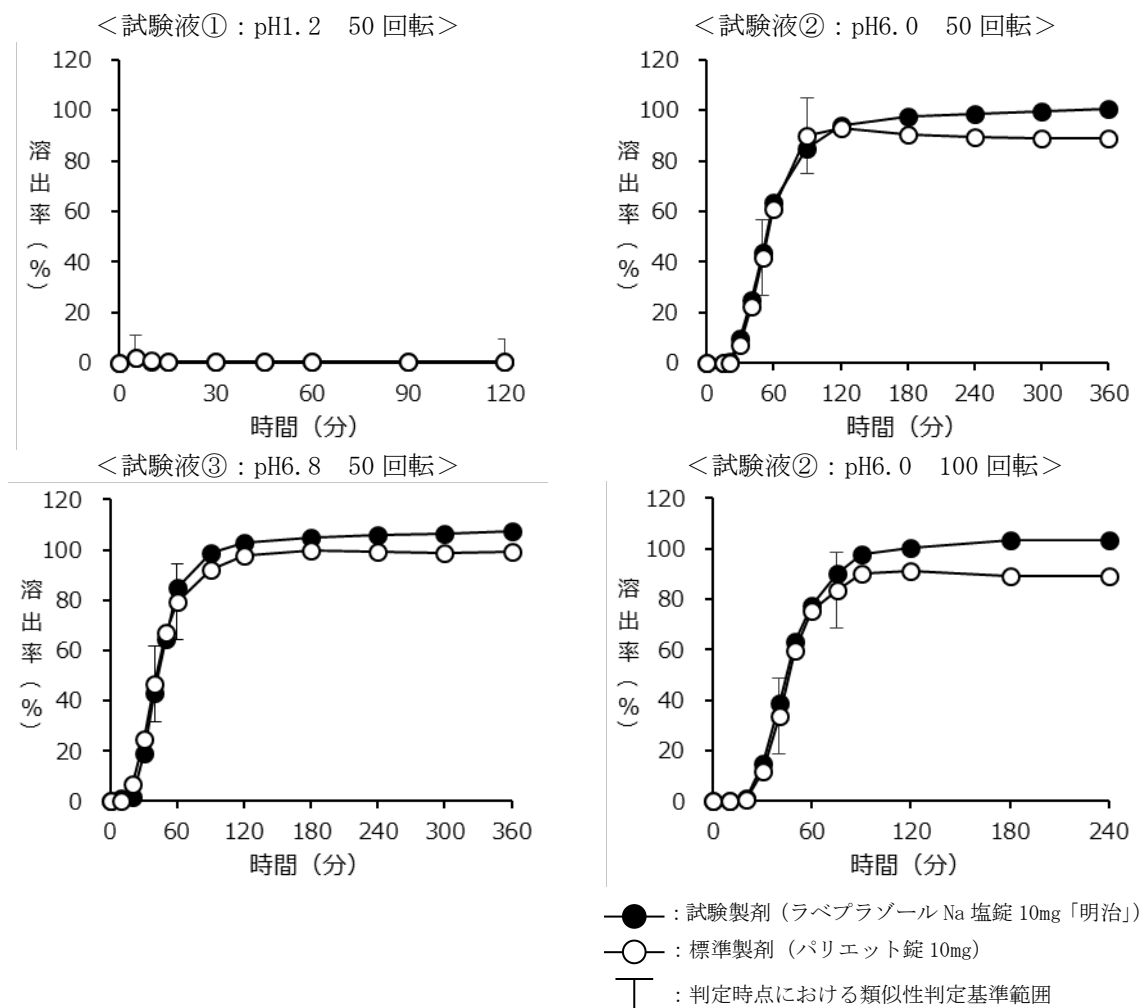 ＜試験液①：pH1.2　50 回転＞
120
100
80
60
40
20
0
溶出率（%）
0 30 60 90 120
時間（分）
＜試験液②：pH6.0　50 回転＞
120
100
80
60
40
20
0
溶出率（%）
0 60 120 180 240 300 360
時間（分）
＜試験液③：pH6.8　50 回転＞
120
100
80
60
40
20
0
溶出率（%）
0 60 120 180 240 300 360
時間（分）
＜試験液②：pH6.0　100 回転＞
120
100
80
60
40
20
0
溶出率（%）
0 60 120 180 240
時間（分）
：試験製剤（ラベプラゾール Na 塩錠 10mg「明治」）
：標準製剤（パリエット錠 10mg）
：判定時点における類似性判定基準範囲